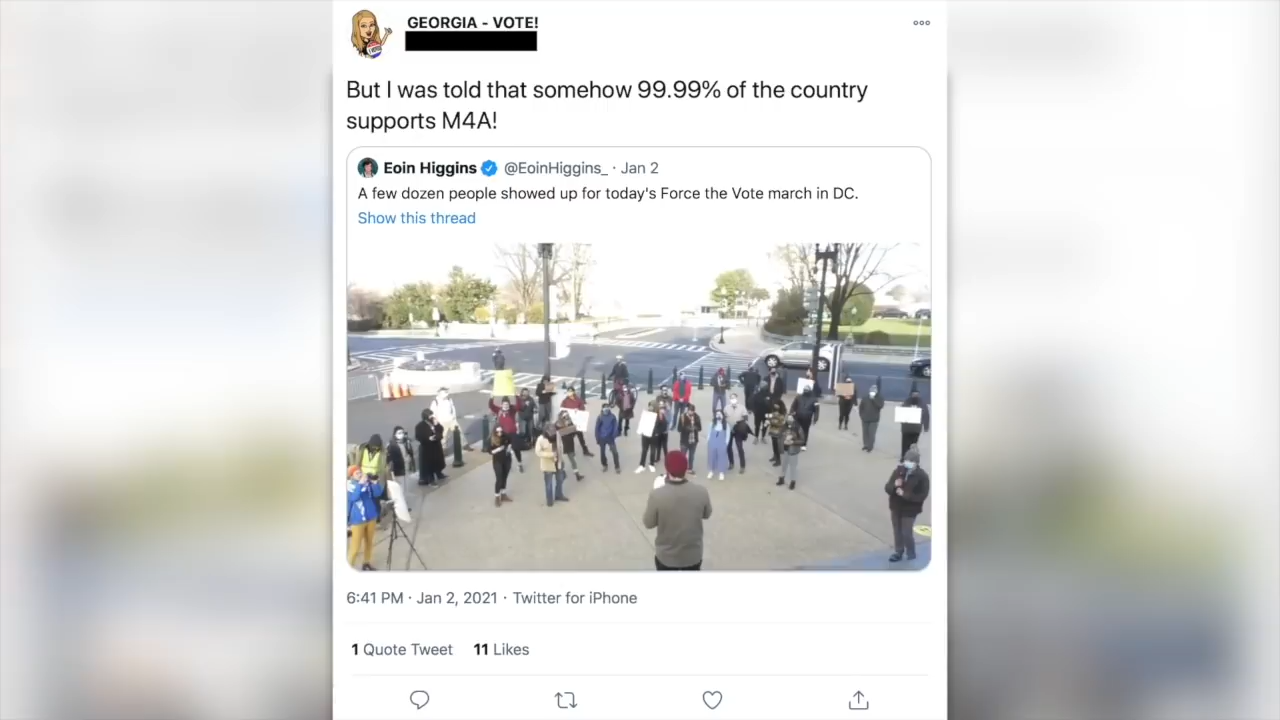 GEORGIA - VOTE!
But I was told that somehow 99.99% of the country
supports M4A!
Eoin Higgins @EoinHiggins_ · Jan 2
A few dozen people showed up for today's Force the Vote march in DC.
Show this thread
6:41 PM · Jan 2, 2021 · Twitter for iPhone
1 Quote Tweet 11 Likes